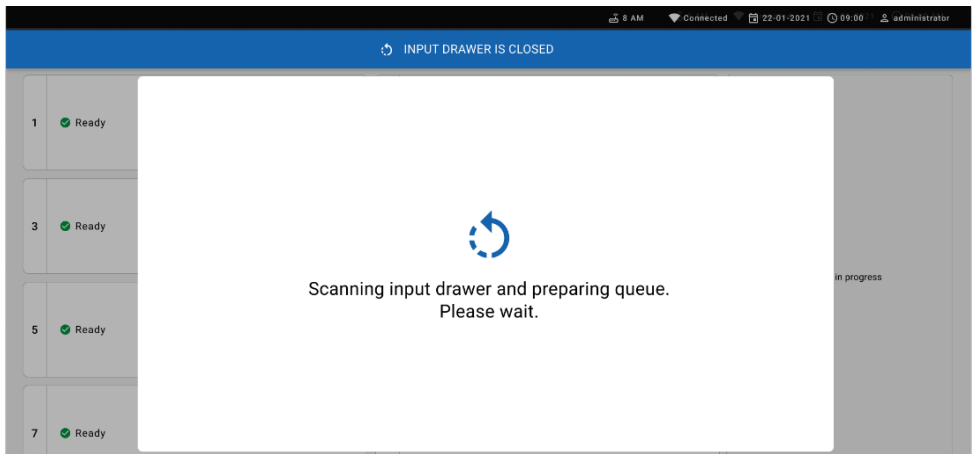 8 AM Connected 22-01-2021 09:00 administrator
INPUT DRAWER IS CLOSED
1 Ready
3 Ready
Scanning input drawer and preparing queue.
Please wait.
in progress
5 Ready
7 Ready